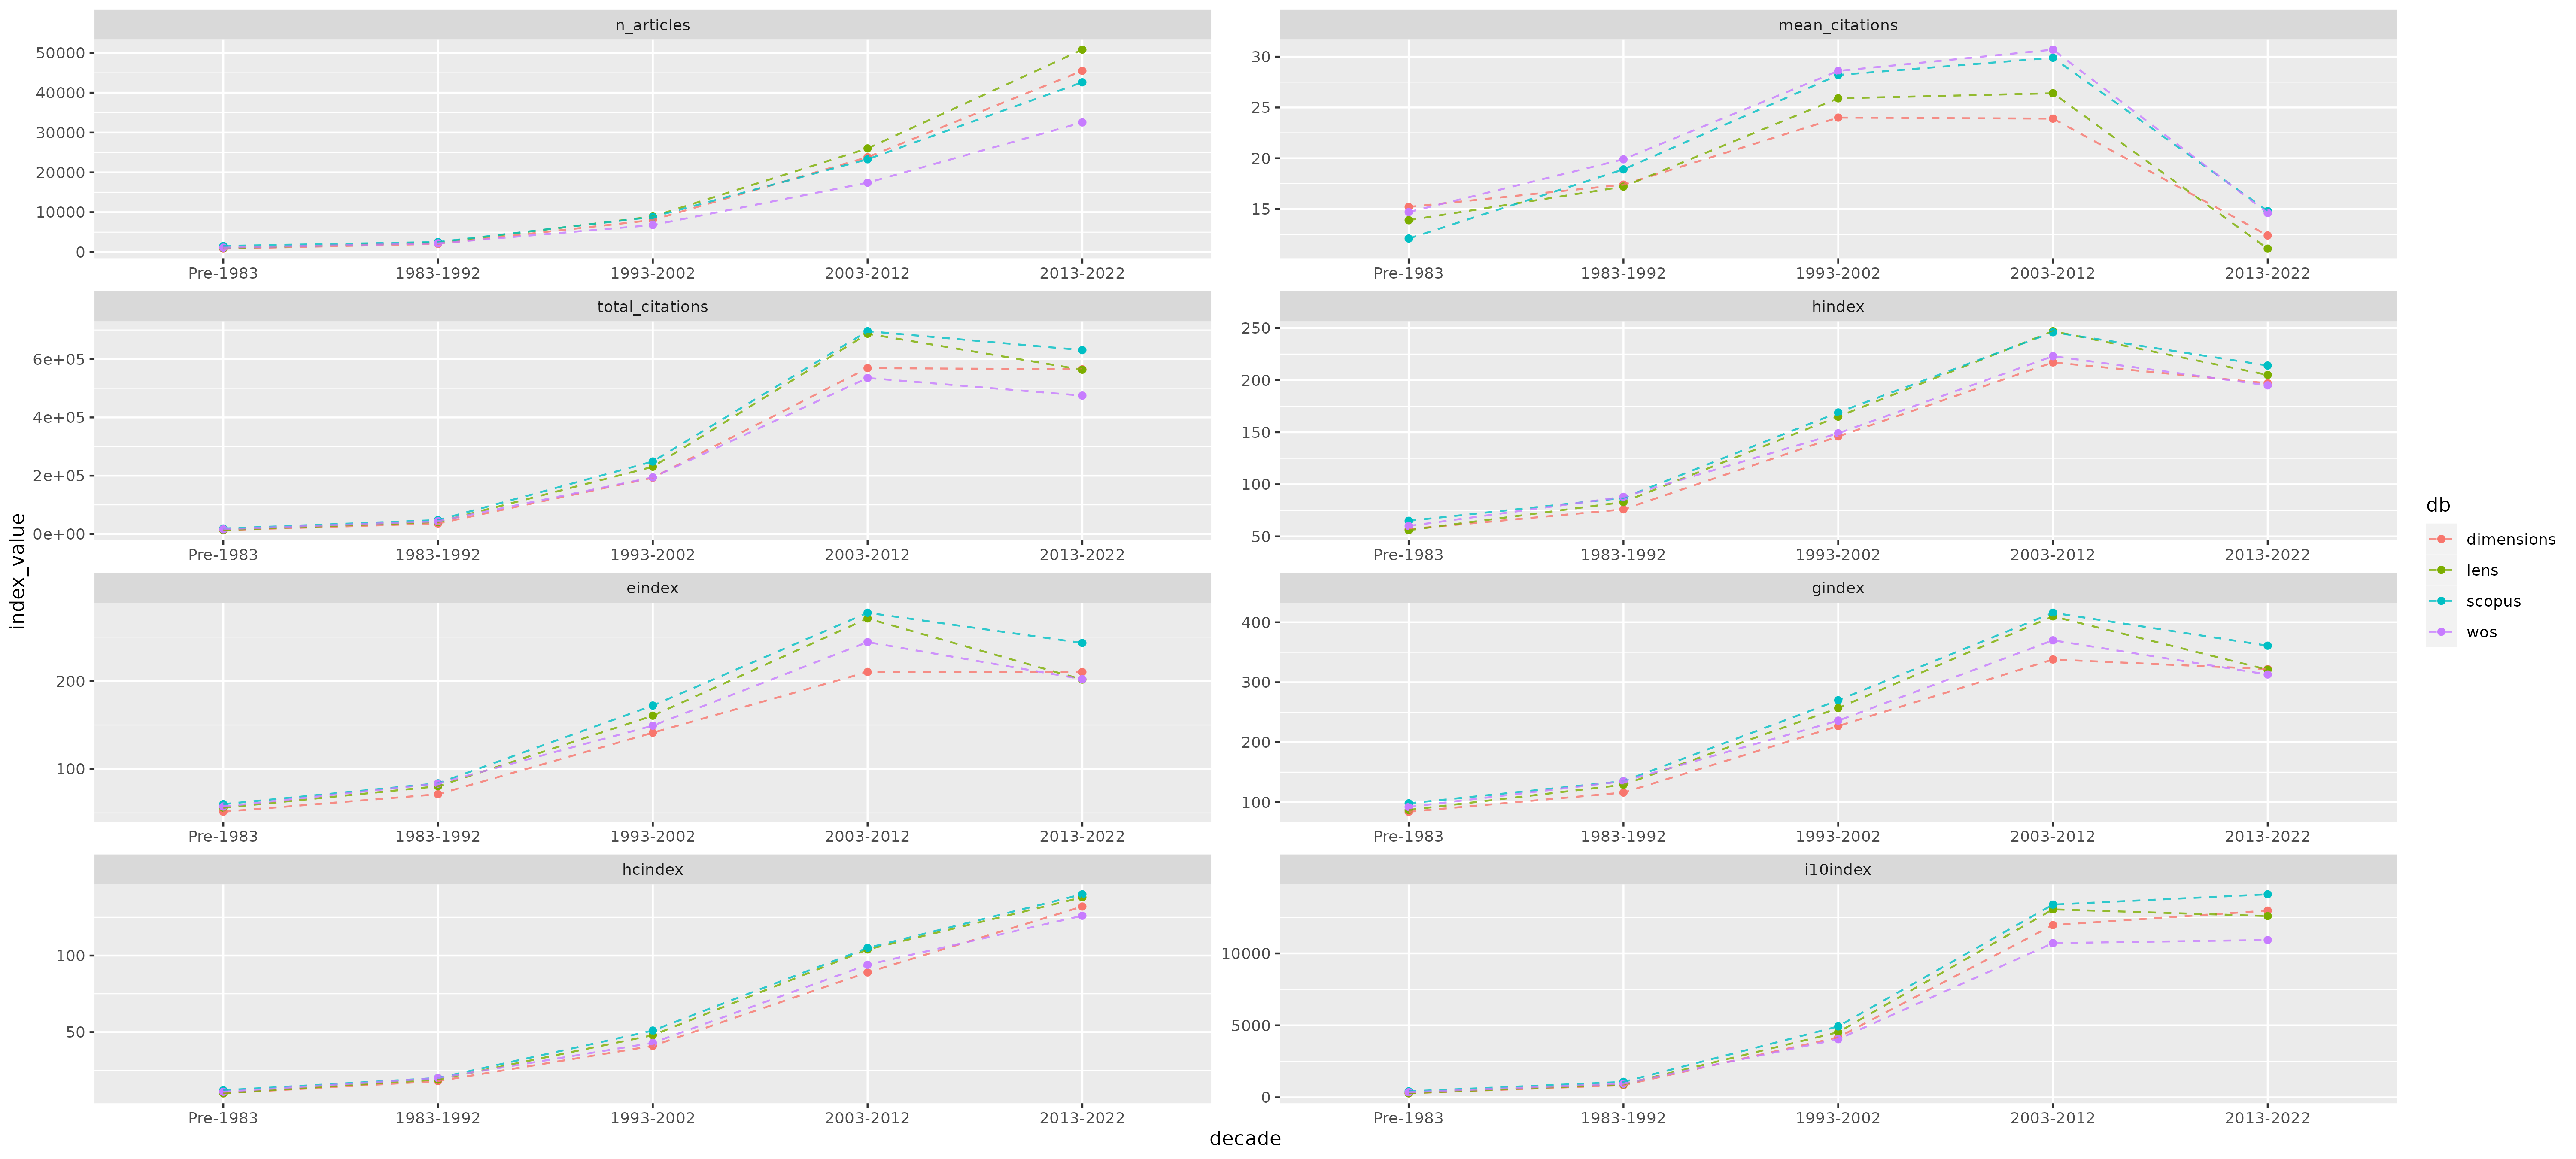 n_articles
50000
40000
30000
20000
10000
0
Pre-1983 1983-1992 1993-2002 2003-2012 2013-2022
mean_citations
30
25
20
15
Pre-1983 1983-1992 1993-2002 2003-2012 2013-2022
total_citations
6e+05
4e+05
2e+05
0e+00
Pre-1983 1983-1992 1993-2002 2003-2012 2013-2022
hindex
250
200
150
100
50
Pre-1983 1983-1992 1993-2002 2003-2012 2013-2022
eindex
200
100
Pre-1983 1983-1992 1993-2002 2003-2012 2013-2022
gindex
400
300
200
100
Pre-1983 1983-1992 1993-2002 2003-2012 2013-2022
hcindex
100
50
Pre-1983 1983-1992 1993-2002 2003-2012 2013-2022
i10index
10000
5000
0
Pre-1983 1983-1992 1993-2002 2003-2012 2013-2022
index_value
decade
db
dimensions
lens
scopus
wos